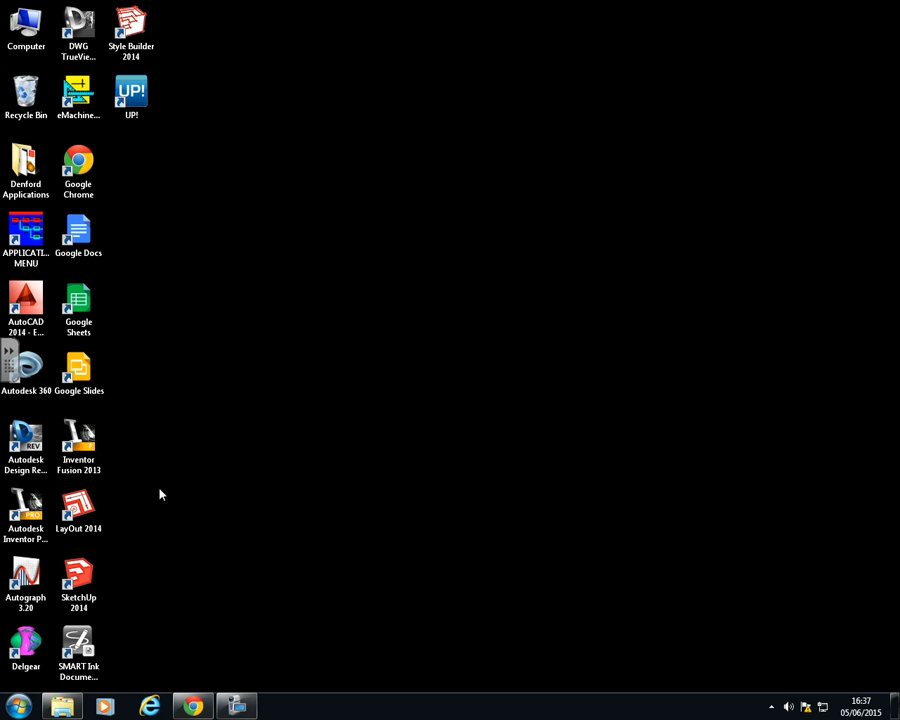 Computer
DWG
TrueVie...
Style Builder
2014
Recycle Bin
eMachine...
UP!
UP!
Denford
Applications
Google
Chrome
APPLICATI...
MENU
Google Docs
AutoCAD
2014 - E...
Google
Sheets
Autodesk 360
Google Slides
REV
Autodesk
Design Re...
Inventor
Fusion 2013
PRO
Autodesk
Inventor P...
LayOut 2014
Autograph
3.20
SketchUp
2014
Delgear
SMART Ink
Docume...
16:37
05/06/2015